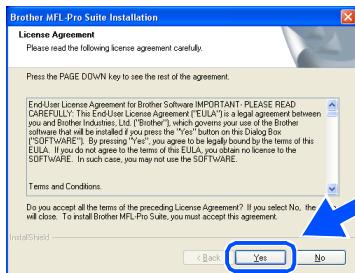 Brother MFL-Pro Suite Installation
License Agreement
Please read the following license agreement carefully.
Press the PAGE DOWN key to see the rest of the agreement.
End-User License Agreement for Brother Software IMPORTANT- PLEASE READ
CAREFULLY: This End-User License Agreement ("EULA") is a legal agreement between
you and Brother Industries, Ltd. ("Brother"), which governs your use of the Brother
software that will be installed if you press the "Yes" button on this Dialog Box
("SOFTWARE"). By pressing "Yes", you agree to be legally bound by the terms of this
EULA. If you do not agree to the terms of this EULA, you obtain no license to the
SOFTWARE. In such case, you may not use the SOFTWARE.
Terms and Conditions.
Do you accept all the terms of the preceding License Agreement? If you select No, the
will close. To install Brother MFL-Pro Suite, you must accept this agreement.
InstallShield
< Back
Yes
No